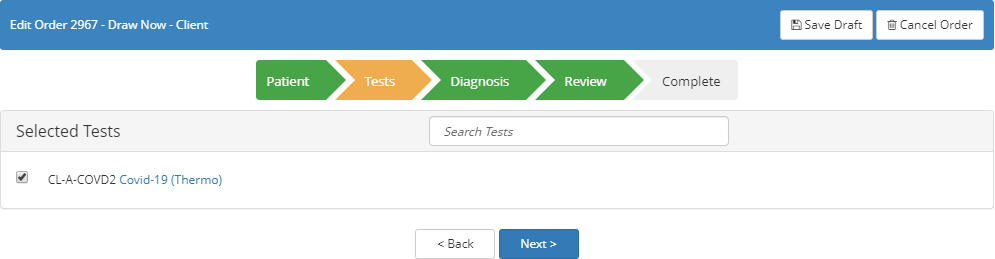 Edit Order 2967 - Draw Now - Client
Save Draft
Cancel Order
Patient
Tests
Diagnosis
Review
Complete
Selected Tests
Search Tests
CL-A-COVD2 Covid-19 (Thermo)
< Back
Next >